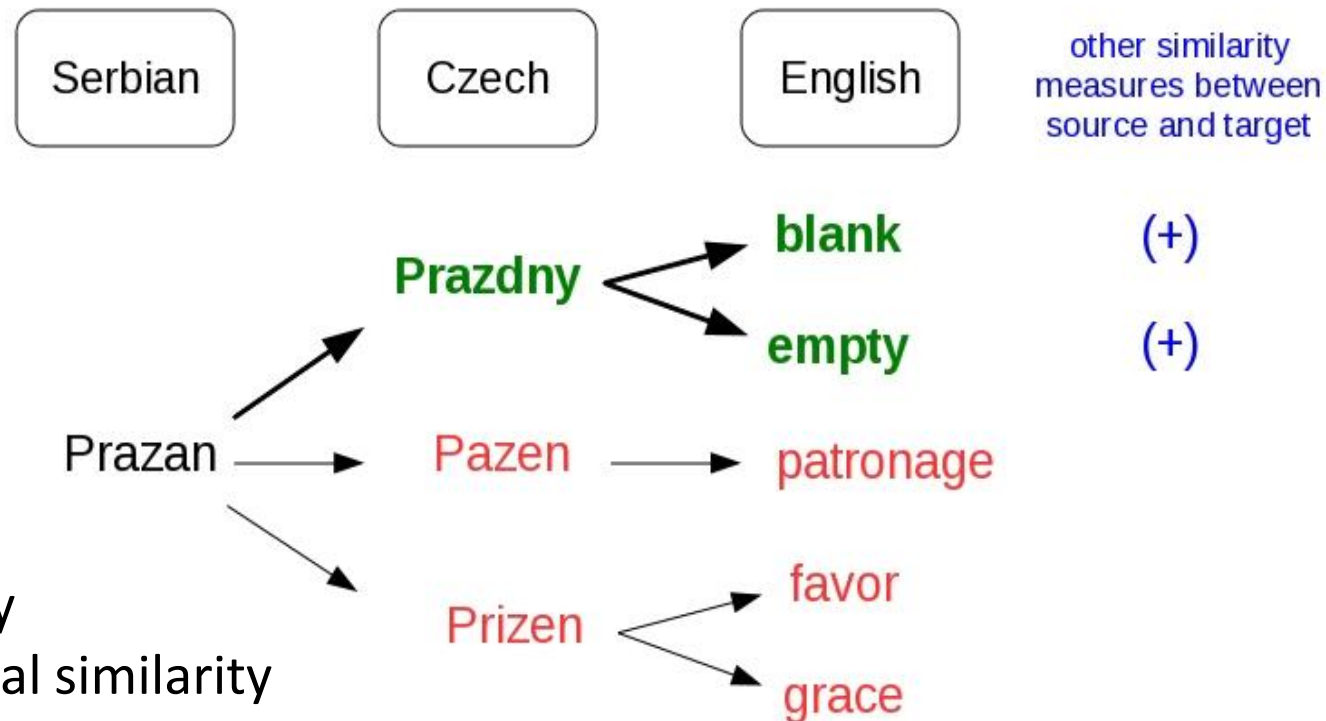 Serbian
Czech
English
other similarity
measures between
source and target
Prazdny
blank
(+)
empty
(+)
Prazan
Pazen
patronage
Prizen
favor
grace
y
al similarity